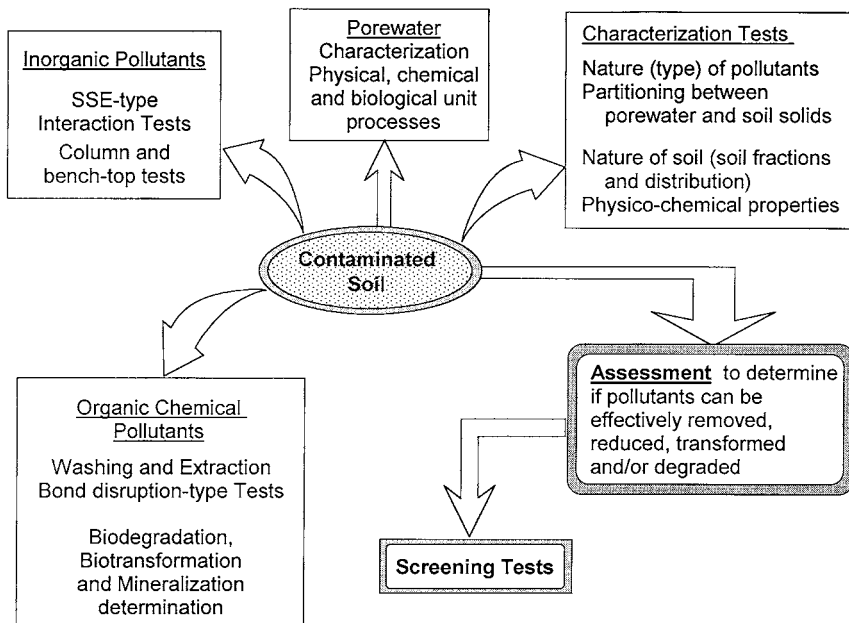 Inorganic Pollutants
SSE-type
Interaction Tests
Column and
bench-top tests
Porewater
Characterization
Physical, chemical
and biological unit
processes
Characterization Tests
Nature (type) of pollutants
Partitioning between
porewater and soil solids
Nature of soil (soil fractions
and distribution)
Physico-chemical properties
Contaminated
Soil
Assessment to determine
if pollutants can be
effectively removed,
reduced, transformed
and/or degraded
Organic Chemical
Pollutants
Washing and Extraction
Bond disruption-type Tests
Biodegradation,
Biotransformation
and Mineralization
determination
Screening Tests